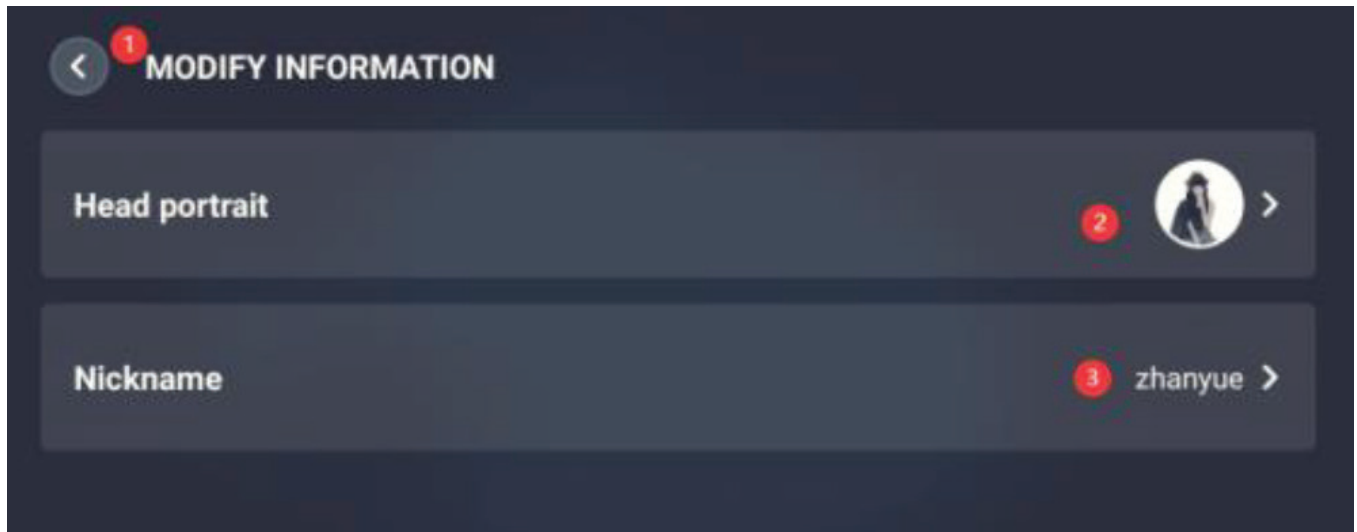 1
MODIFY INFORMATION
Head portrait
2
Nickname
3 zhanyue